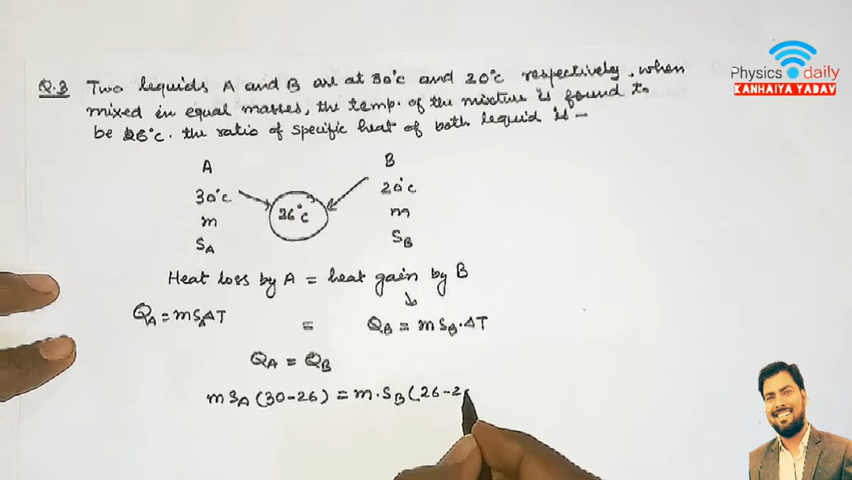 Q.3 Two lequids A and B are at 30°c and 20°c respectively, when
mixed in equal masses, the temp. of the mixture is found to
be 26°c. the ratio of specific heat of both lequid is -
Physics daily
KANHAIYA YADAV
A B
30°c 26°c 20°c
m m
SA SB
Heat loss by A = heat gain by B
QA = mSAΔT = QB = mSB·ΔT
QA = QB
mSA(30-26) = m·SB(26-2